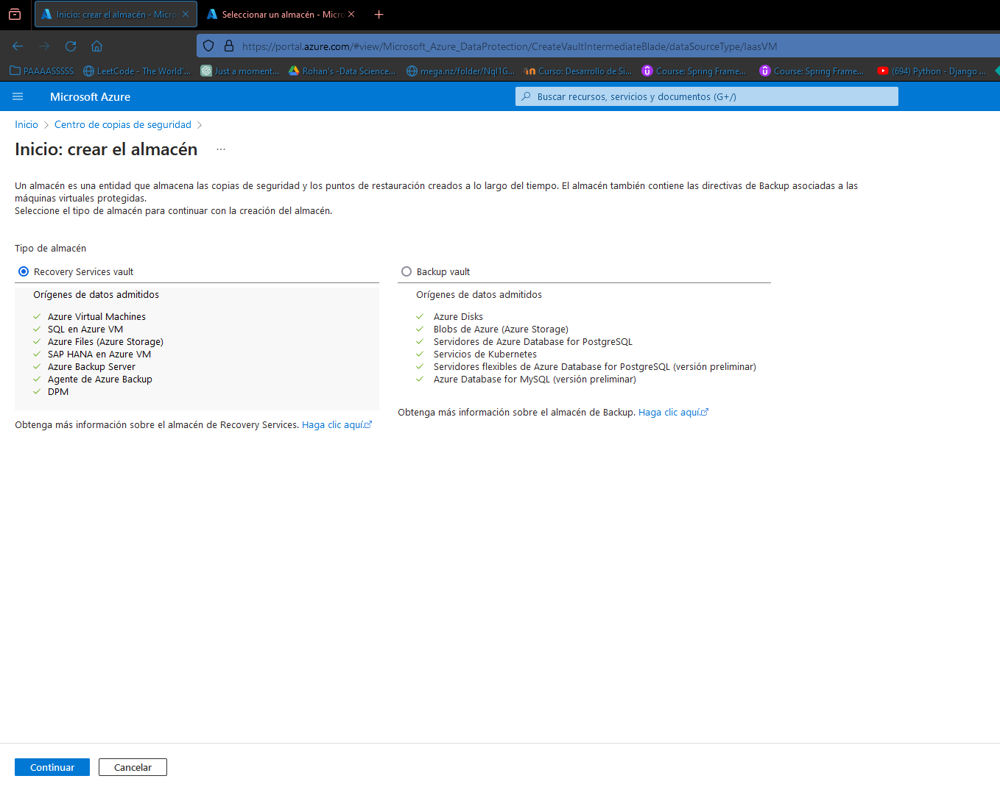 Inicio: crear el almacén - Micro
Seleccionar un almacén - Micro
https://portal.azure.com/#view/Microsoft_Azure_DataProtection/CreateVaultIntermediateBlade/dataSourceType/IaasVM
PAAAASSSSS
LeetCode - The World'...
Just a moment...
Rohan's -Data Science...
mega.nz/folder/Nql1G...
Curso: Desarrollo de Si...
Course: Spring Frame...
Course: Spring Frame...
(694) Python - Django ...
Microsoft Azure
Buscar recursos, servicios y documentos (G+/)
Inicio > Centro de copias de seguridad >
Inicio: crear el almacén ...
Un almacén es una entidad que almacena las copias de seguridad y los puntos de restauración creados a lo largo del tiempo. El almacén también contiene las directivas de Backup asociadas a las
máquinas virtuales protegidas.
Seleccione el tipo de almacén para continuar con la creación del almacén.
Tipo de almacén
Recovery Services vault
Orígenes de datos admitidos
Azure Virtual Machines
SQL en Azure VM
Azure Files (Azure Storage)
SAP HANA en Azure VM
Azure Backup Server
Agente de Azure Backup
DPM
Obtenga más información sobre el almacén de Recovery Services. Haga clic aquí.
Backup vault
Orígenes de datos admitidos
Azure Disks
Blobs de Azure (Azure Storage)
Servidores de Azure Database for PostgreSQL
Servicios de Kubernetes
Servidores flexibles de Azure Database for PostgreSQL (versión preliminar)
Azure Database for MySQL (versión preliminar)
Obtenga más información sobre el almacén de Backup. Haga clic aquí.
Continuar
Cancelar